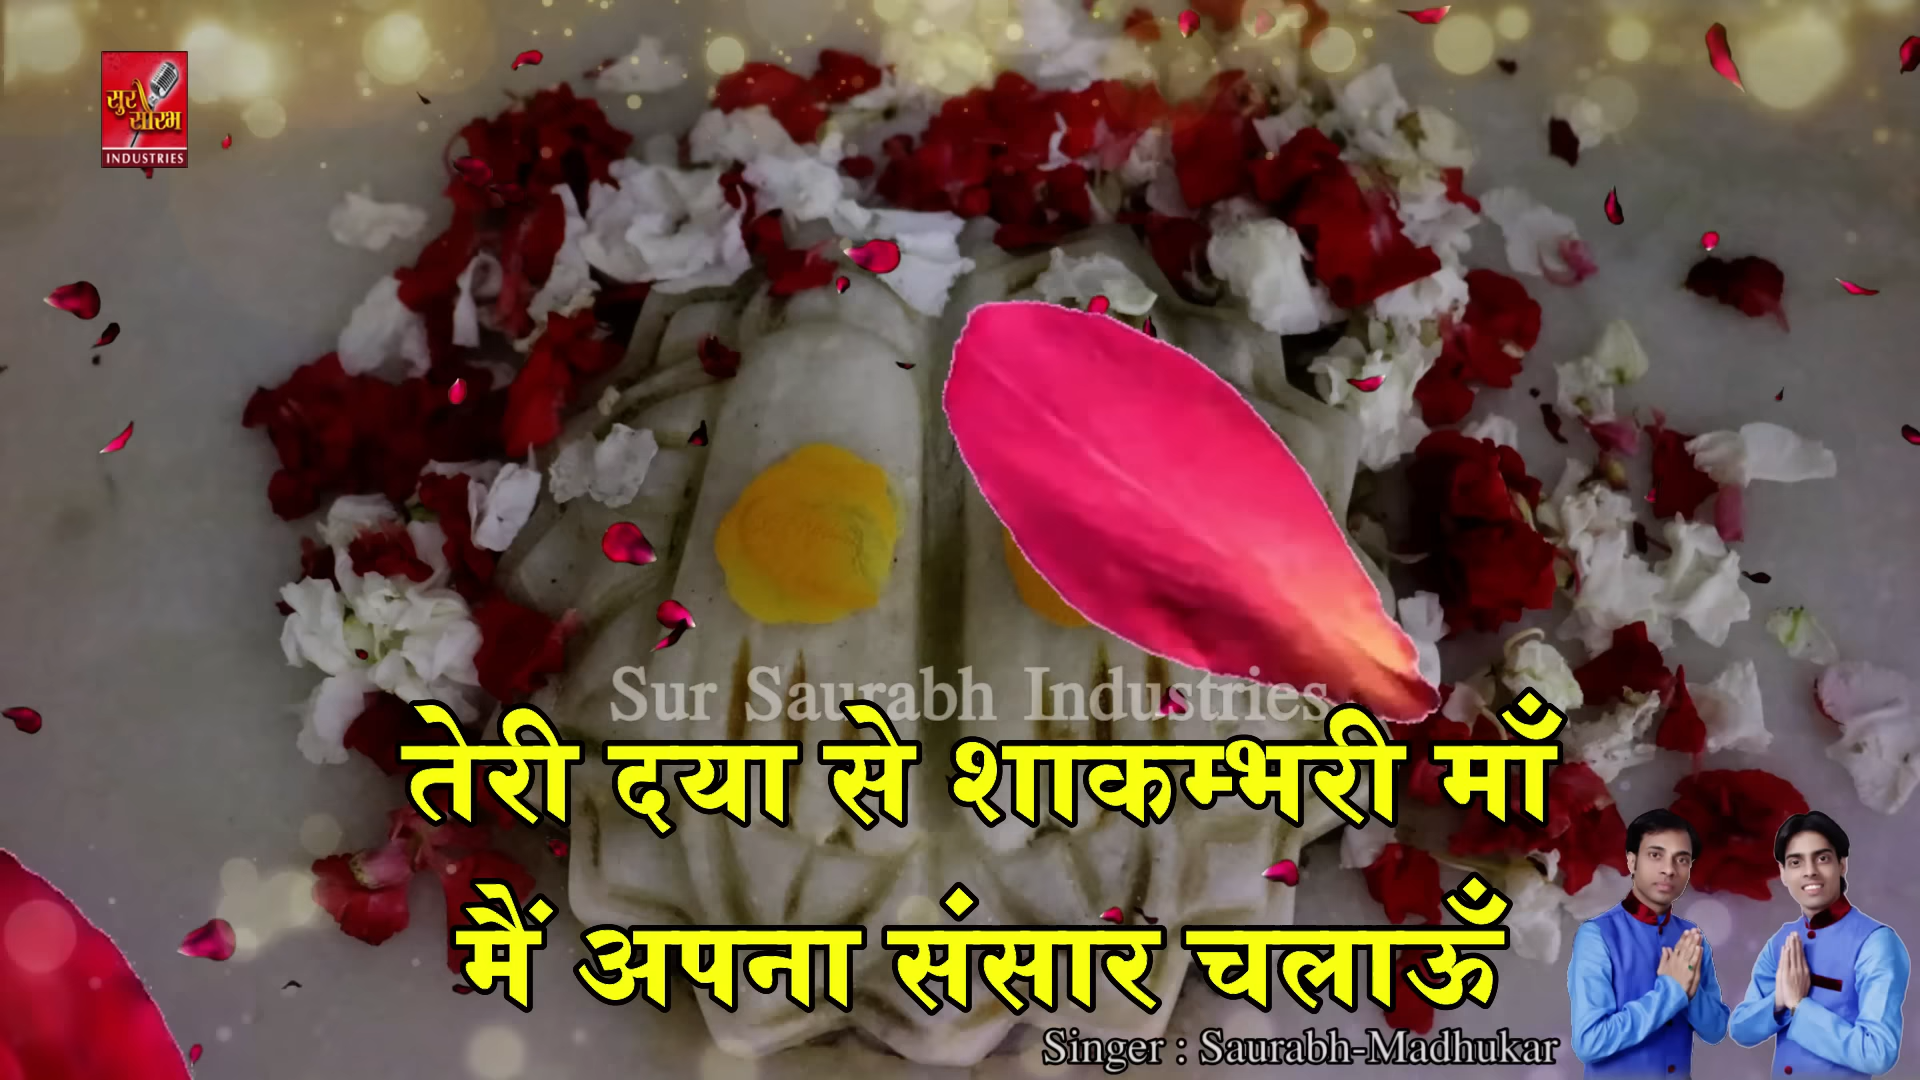 सुर
सौरभ
INDUSTRIES
Sur Saurabh Industries
तेरी दया से शाकम्भरी माँ
मैं अपना संसार चलाऊँ
Singer : Saurabh-Madhukar